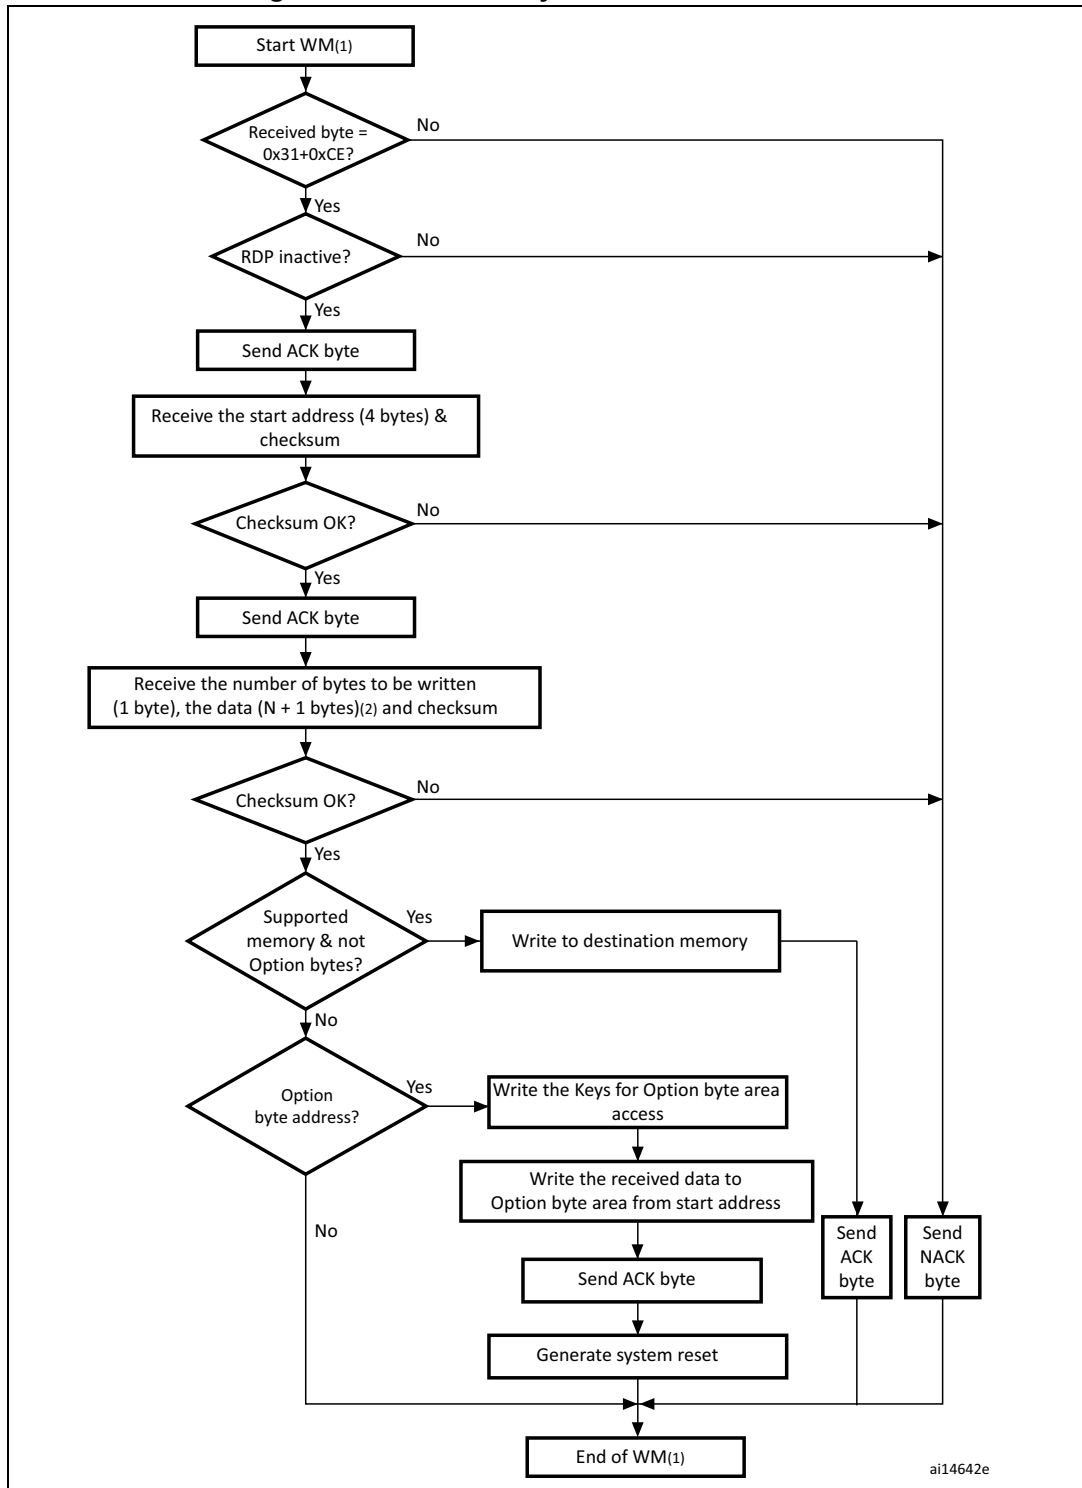 Start WM(1)
Received byte =
0x31+0xCE?
No
Yes
RDP inactive?
No
Yes
Send ACK byte
Receive the start address (4 bytes) &
checksum
Checksum OK?
No
Yes
Send ACK byte
Receive the number of bytes to be written
(1 byte), the data (N + 1 bytes)(2) and checksum
Checksum OK?
No
Yes
Supported
memory & not
Option bytes?
Yes
Write to destination memory
No
Option
byte address?
Yes
Write the Keys for Option byte area
access
Write the received data to
Option byte area from start address
No
Send
ACK
byte
Send
NACK
byte
Send ACK byte
Generate system reset
End of WM(1)
ai14642e